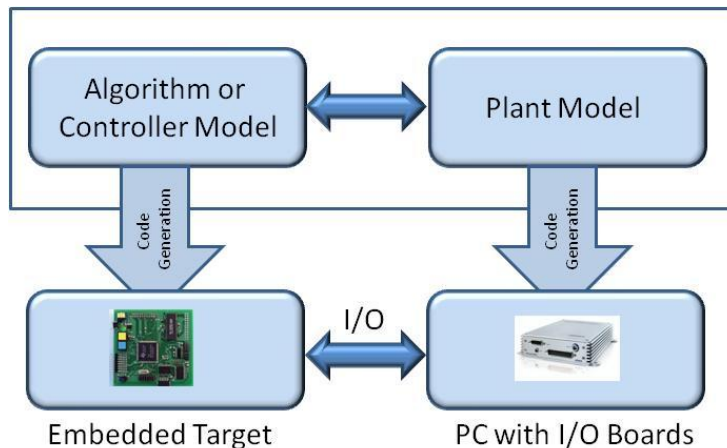 Algorithm or
Controller Model
Plant Model
Code
Generation
Code
Generation
I/O
Embedded Target
PC with I/O Boards